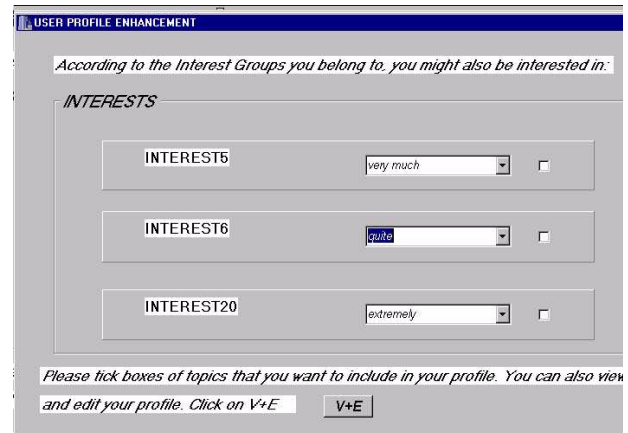 USER PROFILE ENHANCEMENT
According to the Interest Groups you belong to, you might also be interested in:
INTERESTS
INTEREST5 very much
INTEREST6 quite
INTEREST20 extremely
Please tick boxes of topics that you want to include in your profile. You can also view
and edit your profile. Click on V+E V+E